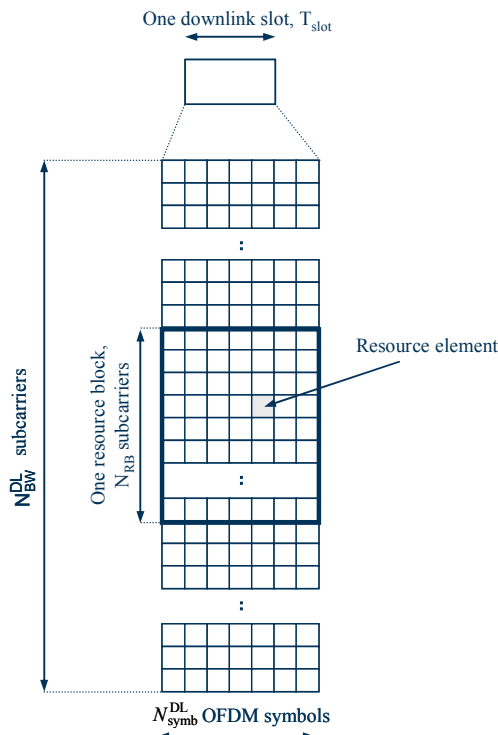 One downlink slot, T_slot
:
Resource element
One resource block,
N_RB subcarriers
N_BW^DL subcarriers
:
:
N_symb^DL OFDM symbols